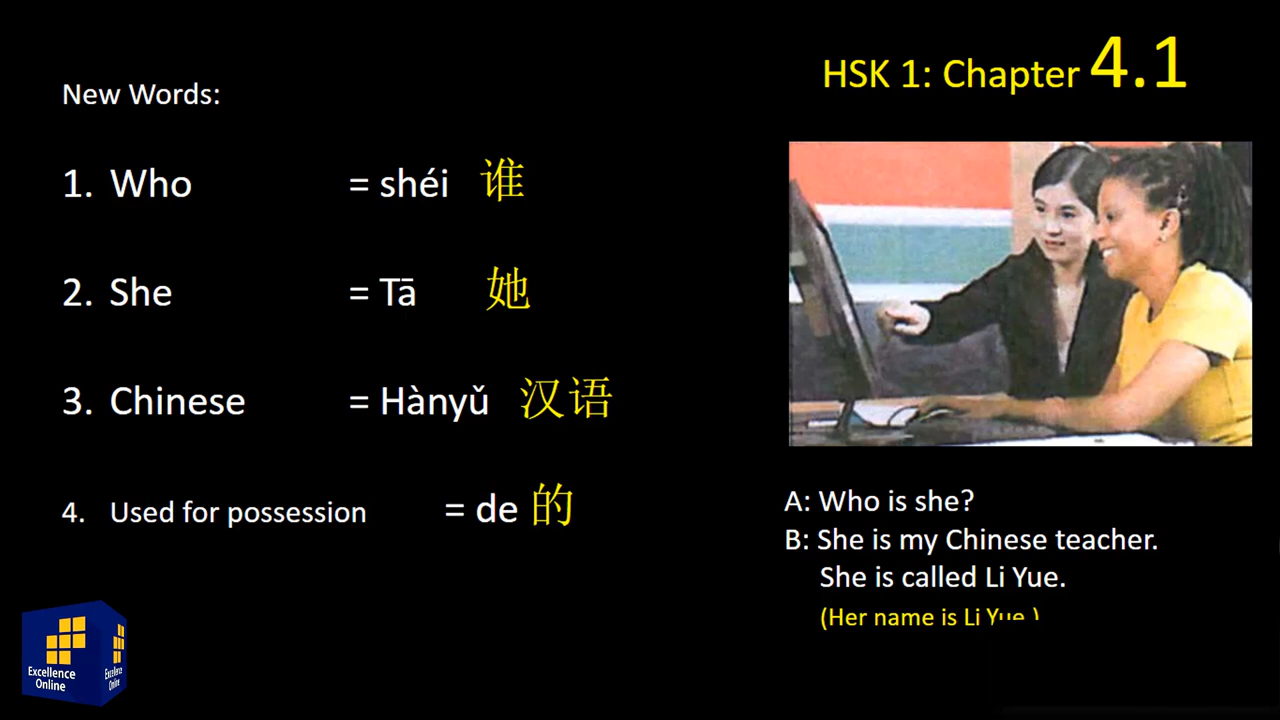 HSK 1: Chapter 4.1
New Words:
1. Who = shéi 谁
2. She = Tā 她
3. Chinese = Hànyǔ 汉语
4. Used for possession = de 的
A: Who is she?
B: She is my Chinese teacher.
She is called Li Yue.
(Her name is Li Yue )
Excellence
Online
Excellence
Online